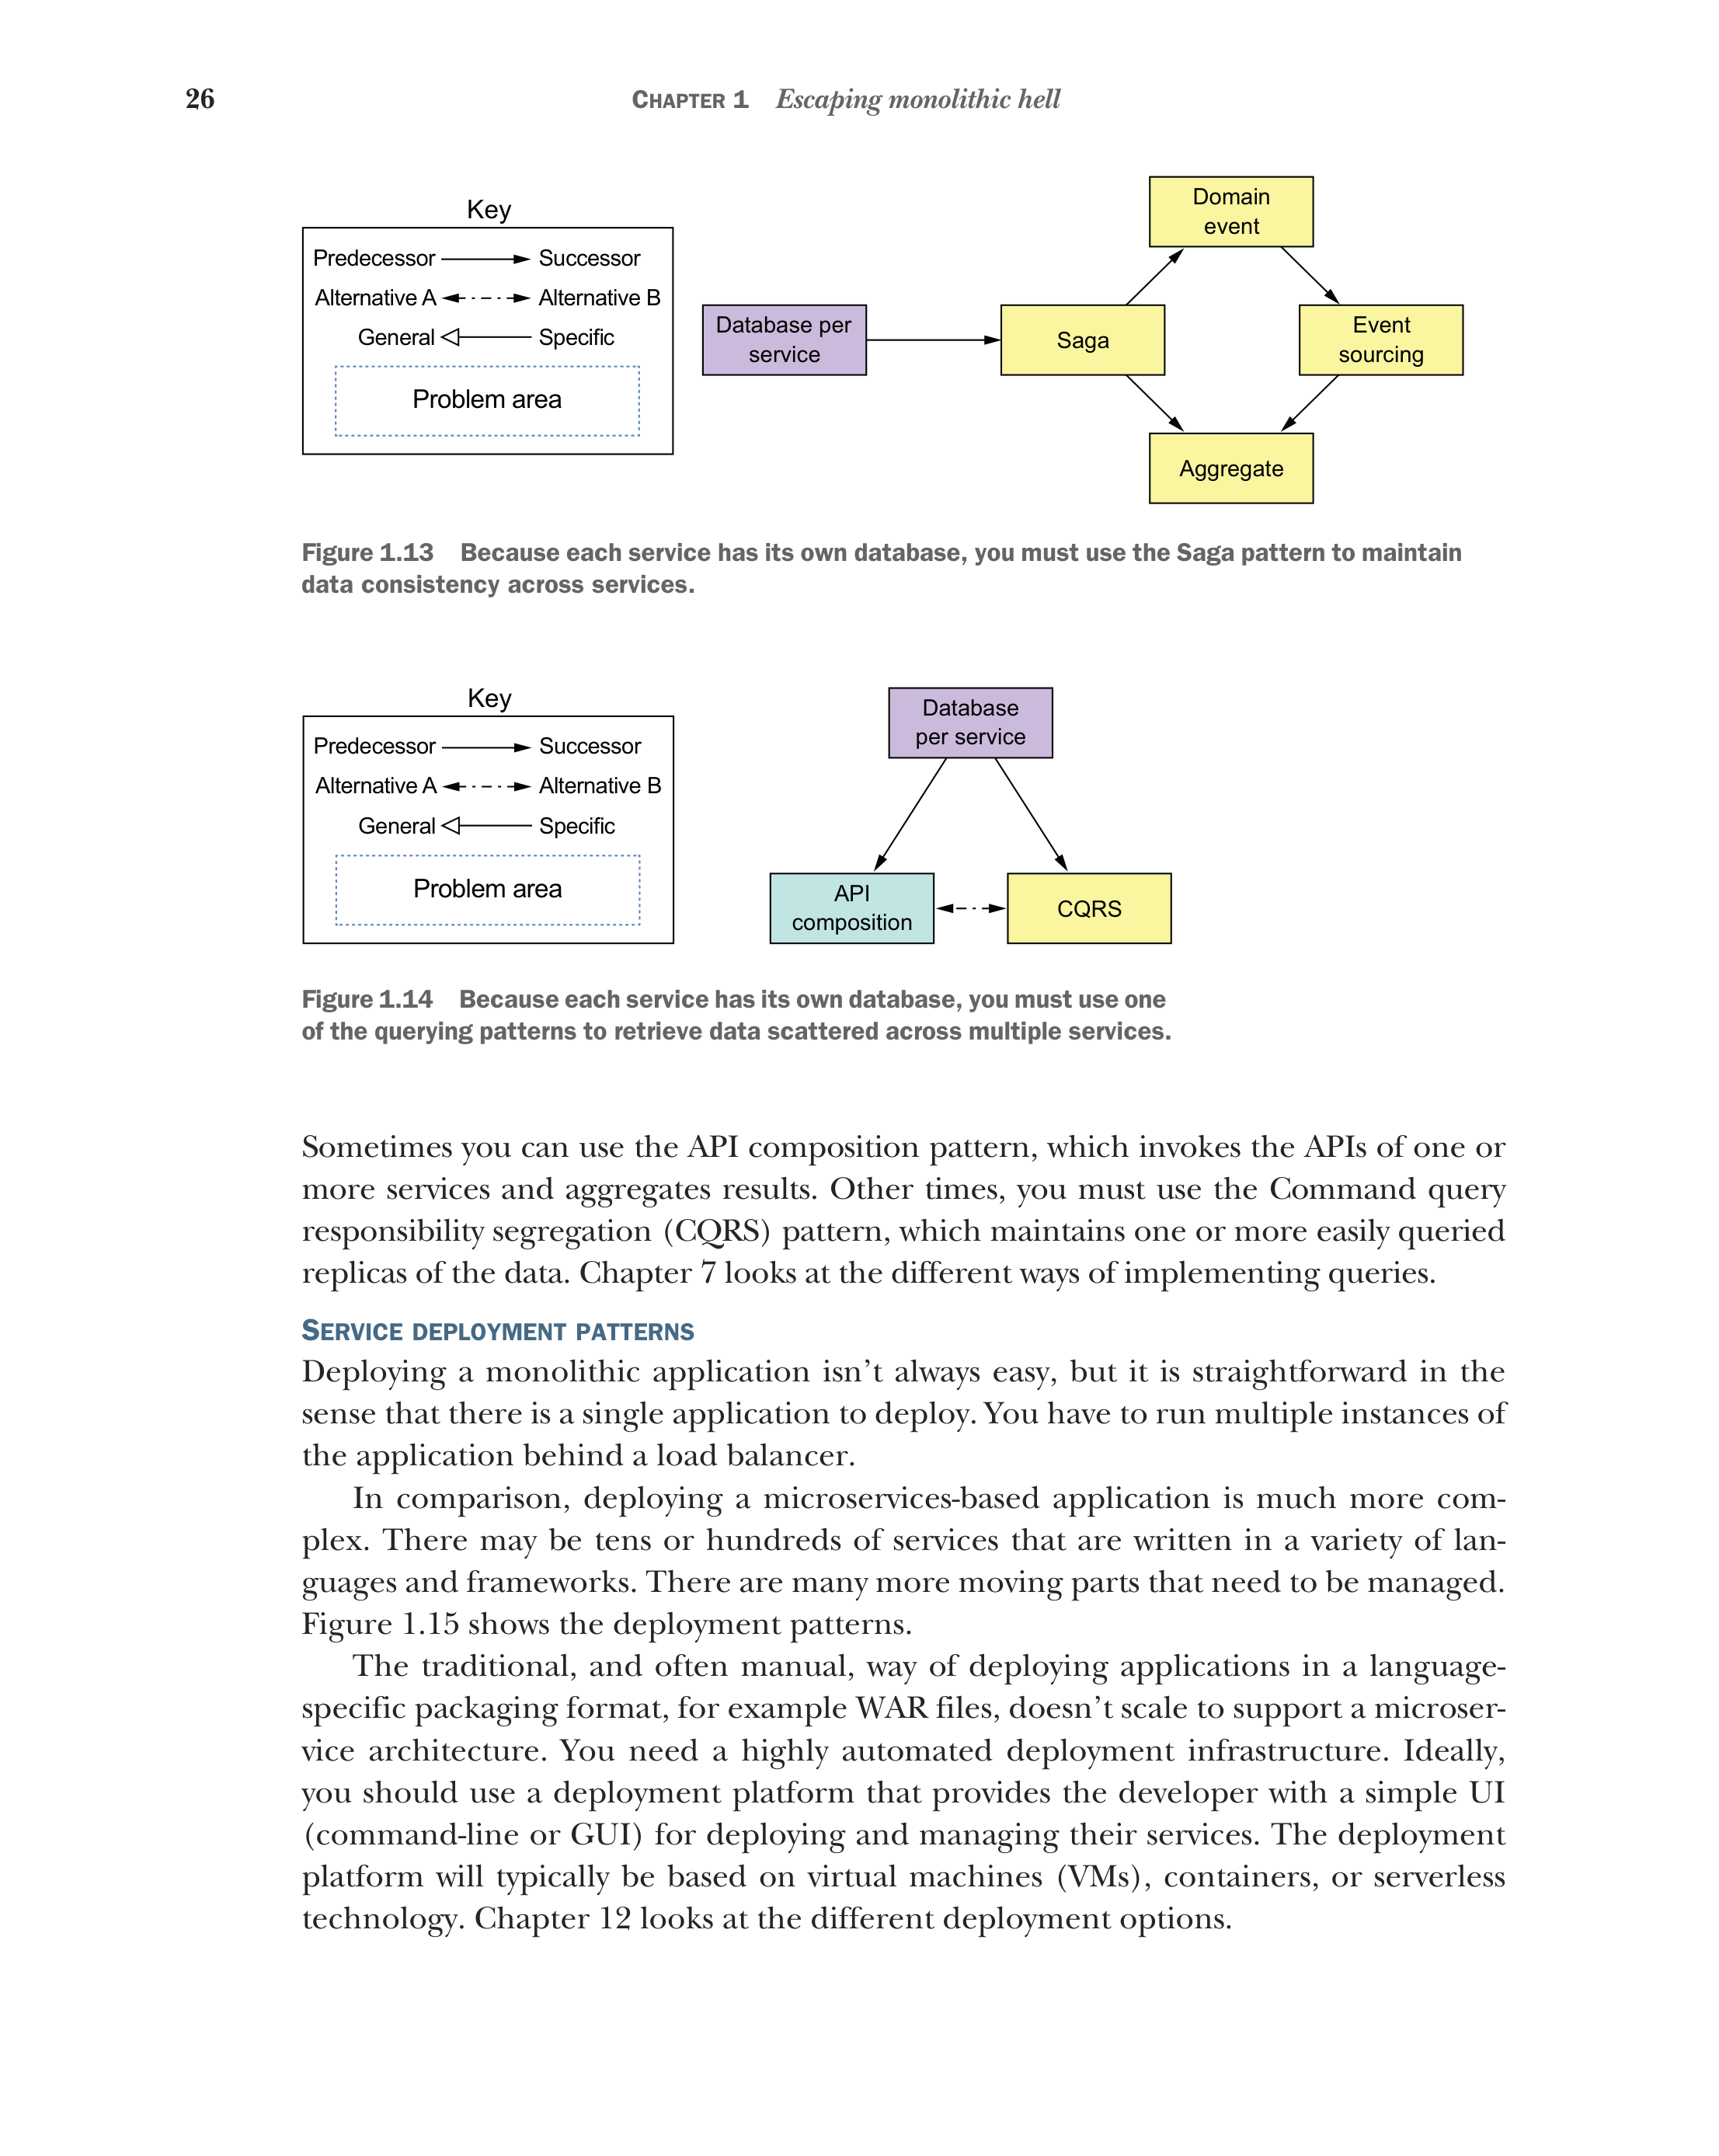 26
CHAPTER 1 Escaping monolithic hell
Key
Predecessor Successor
Alternative A Alternative B
General Specific
Problem area
Database per
service
Saga
Domain
event
Event
sourcing
Aggregate
Figure 1.13 Because each service has its own database, you must use the Saga pattern to maintain
data consistency across services.
Key
Predecessor Successor
Alternative A Alternative B
General Specific
Problem area
Database
per service
API
composition
CQRS
Figure 1.14 Because each service has its own database, you must use one
of the querying patterns to retrieve data scattered across multiple services.
Sometimes you can use the API composition pattern, which invokes the APIs of one or
more services and aggregates results. Other times, you must use the Command query
responsibility segregation (CQRS) pattern, which maintains one or more easily queried
replicas of the data. Chapter 7 looks at the different ways of implementing queries.
SERVICE DEPLOYMENT PATTERNS
Deploying a monolithic application isn’t always easy, but it is straightforward in the
sense that there is a single application to deploy. You have to run multiple instances of
the application behind a load balancer.
In comparison, deploying a microservices-based application is much more com-
plex. There may be tens or hundreds of services that are written in a variety of lan-
guages and frameworks. There are many more moving parts that need to be managed.
Figure 1.15 shows the deployment patterns.
The traditional, and often manual, way of deploying applications in a language-
specific packaging format, for example WAR files, doesn’t scale to support a microser-
vice architecture. You need a highly automated deployment infrastructure. Ideally,
you should use a deployment platform that provides the developer with a simple UI
(command-line or GUI) for deploying and managing their services. The deployment
platform will typically be based on virtual machines (VMs), containers, or serverless
technology. Chapter 12 looks at the different deployment options.